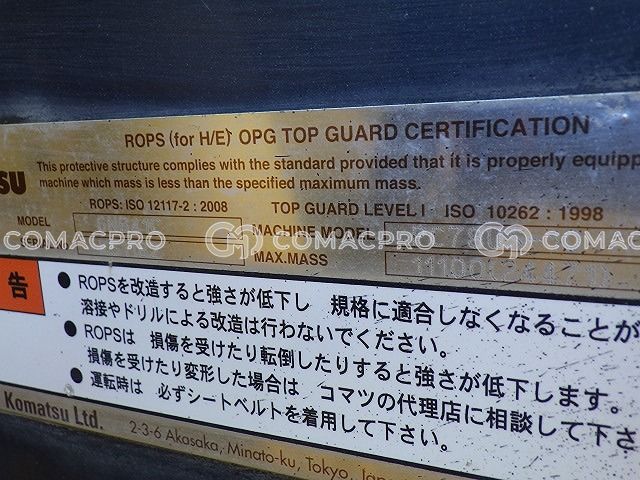 ROPS (for H/E) OPG TOP GUARD CERTIFICATION
This protective structure complies with the standard provided that it is properly equipp
SU machine which mass is less than the specified maximum mass.
ROPS: ISO 12117-2 : 2008 TOP GUARD LEVEL I ISO 10262 : 1998
MODEL MACHINE MODEL
COMACPRO COMACPRO COMACPRO
MAX.MASS
告
● ROPSを改造すると強さが低下し 規格に適合しなくなることが
溶接やドリルによる改造は行わないでください。
● ROPSは 損傷を受けたり転倒したりすると強さが低下します。
損傷を受けたり変形した場合は コマツの代理店に相談して下さ
● 運転時は 必ずシートベルトを着用して下さい。
Komatsu Ltd. 2-3-6 Akasaka, Minato-ku, Tokyo, Japa